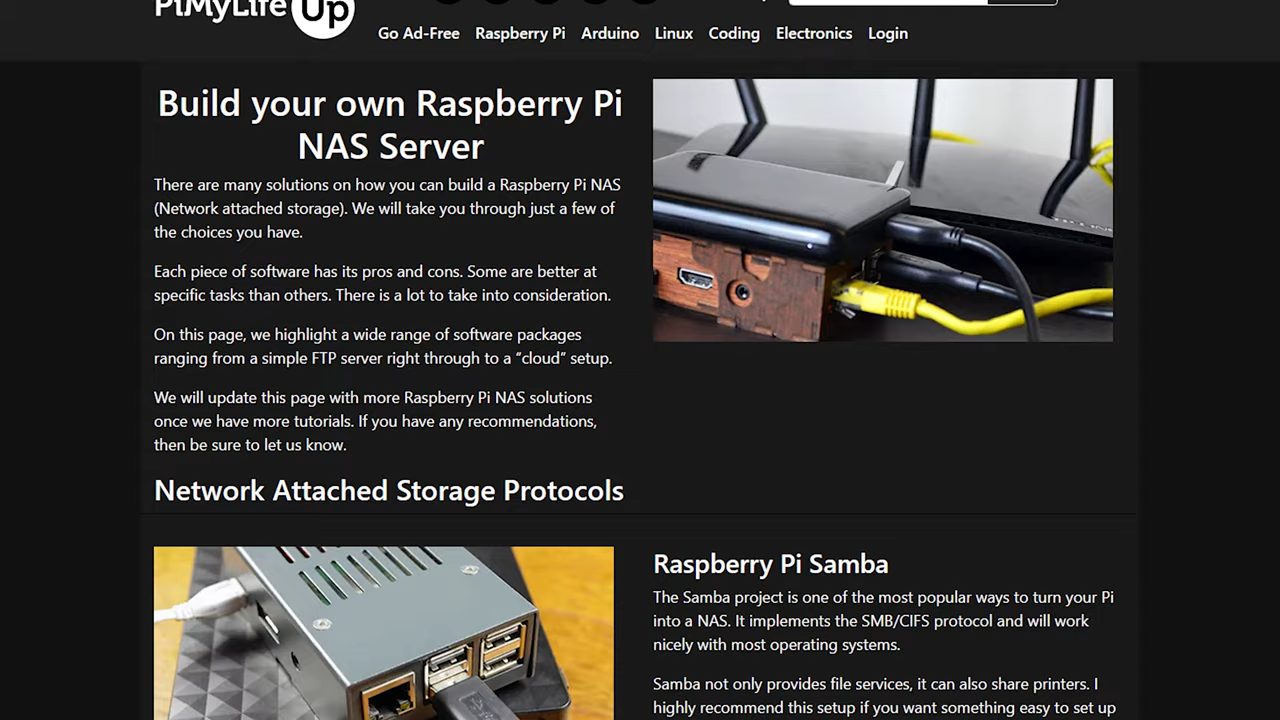 PiMyLife Up
Go Ad-Free Raspberry Pi Arduino Linux Coding Electronics Login
Build your own Raspberry Pi
NAS Server
There are many solutions on how you can build a Raspberry Pi NAS
(Network attached storage). We will take you through just a few of
the choices you have.
Each piece of software has its pros and cons. Some are better at
specific tasks than others. There is a lot to take into consideration.
On this page, we highlight a wide range of software packages
ranging from a simple FTP server right through to a “cloud” setup.
We will update this page with more Raspberry Pi NAS solutions
once we have more tutorials. If you have any recommendations,
then be sure to let us know.
Network Attached Storage Protocols
Raspberry Pi Samba
The Samba project is one of the most popular ways to turn your Pi
into a NAS. It implements the SMB/CIFS protocol and will work
nicely with most operating systems.
Samba not only provides file services, it can also share printers. I
highly recommend this setup if you want something easy to set up